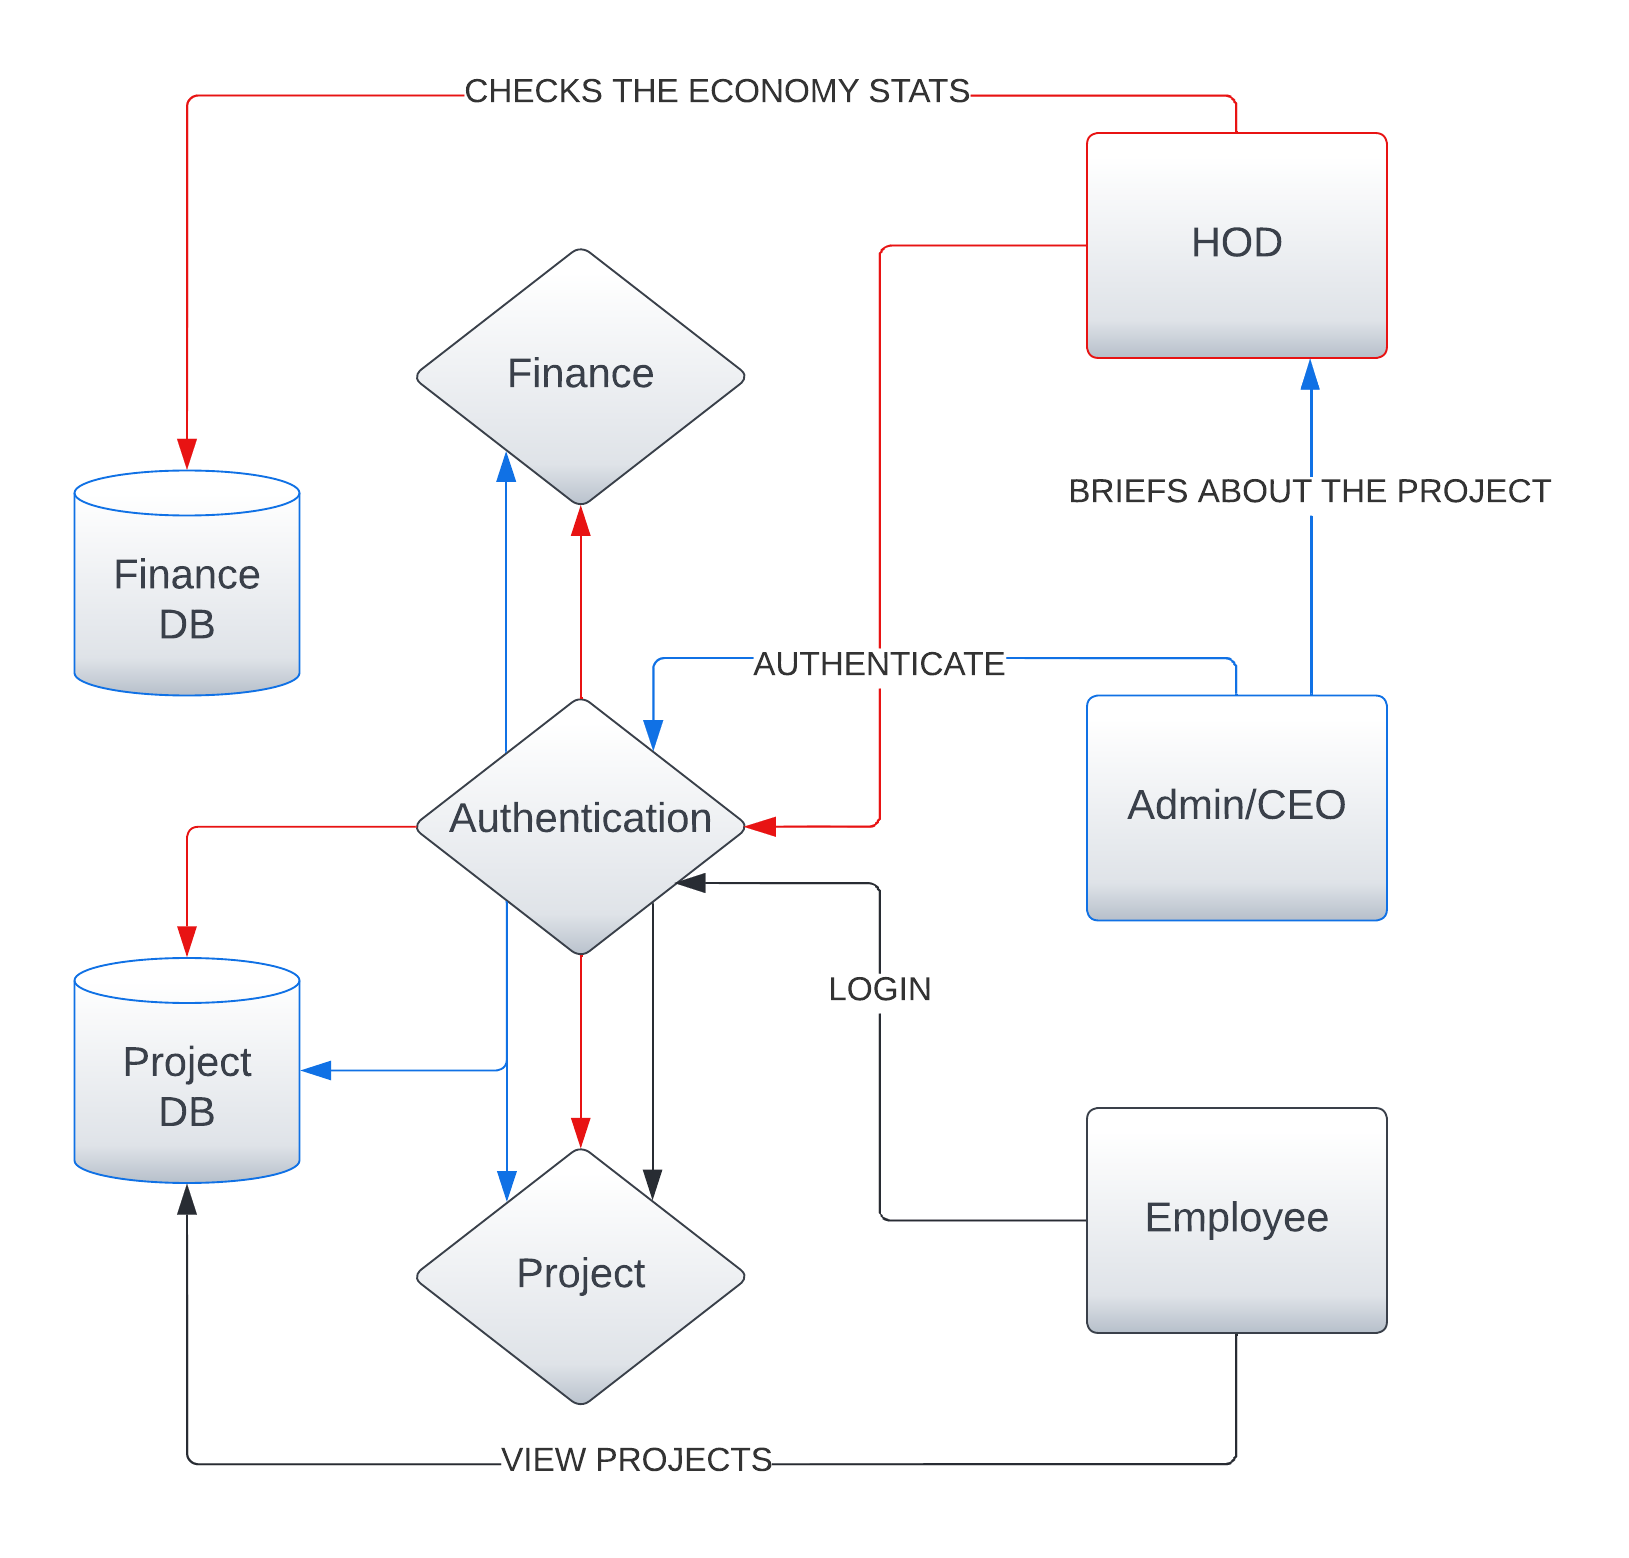 CHECKS THE ECONOMY STATS
HOD
Finance
BRIEFS ABOUT THE PROJECT
Finance
DB
AUTHENTICATE
Authentication
Admin/CEO
LOGIN
Project
DB
Employee
Project
VIEW PROJECTS